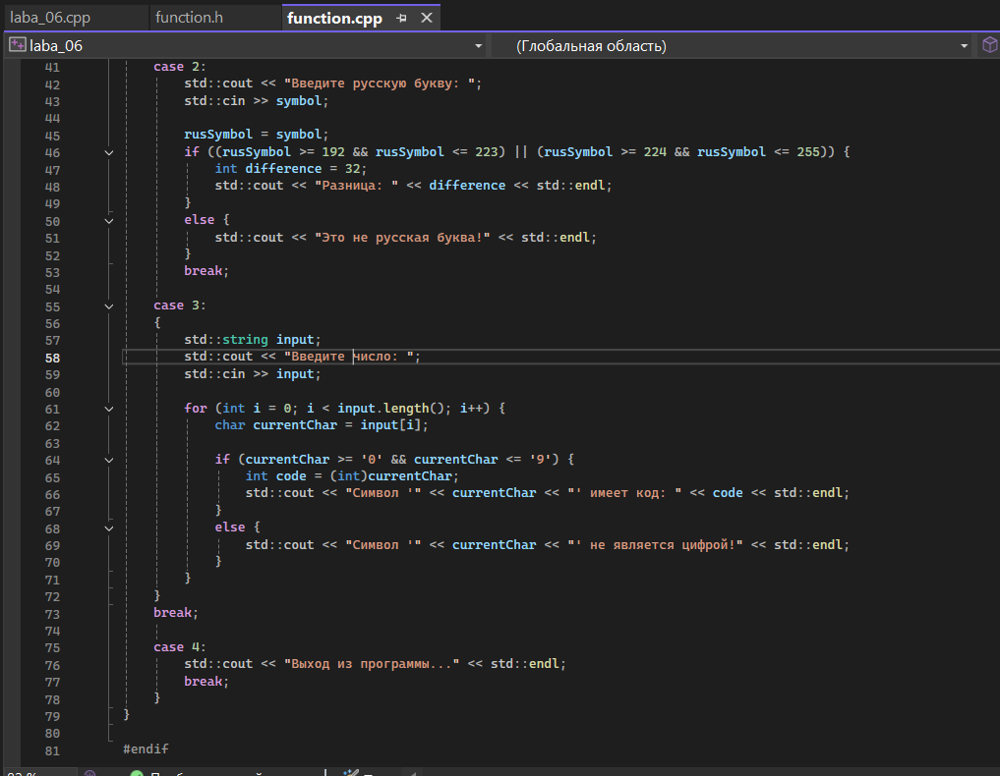 laba_06.cpp function.h function.cpp
laba_06 (Глобальная область)
41 case 2:
42 std::cout << "Введите русскую букву: ";
43 std::cin >> symbol;
44
45 rusSymbol = symbol;
46 if ((rusSymbol >= 192 && rusSymbol <= 223) || (rusSymbol >= 224 && rusSymbol <= 255)) {
47 int difference = 32;
48 std::cout << "Разница: " << difference << std::endl;
49 }
50 else {
51 std::cout << "Это не русская буква!" << std::endl;
52 }
53 break;
54
55 case 3:
56 {
57 std::string input;
58 std::cout << "Введите число: ";
59 std::cin >> input;
60
61 for (int i = 0; i < input.length(); i++) {
62 char currentChar = input[i];
63
64 if (currentChar >= '0' && currentChar <= '9') {
65 int code = (int)currentChar;
66 std::cout << "Символ '" << currentChar << "' имеет код: " << code << std::endl;
67 }
68 else {
69 std::cout << "Символ '" << currentChar << "' не является цифрой!" << std::endl;
70 }
71 }
72 }
73 break;
74
75 case 4:
76 std::cout << "Выход из программы..." << std::endl;
77 break;
78 }
79 }
80
81 #endif